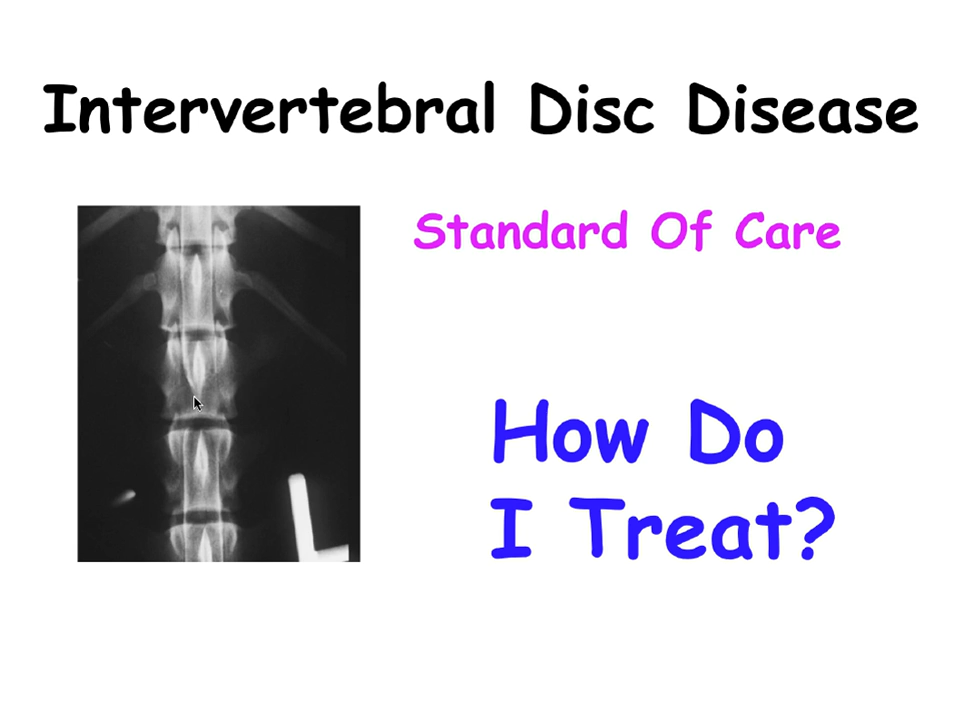 Intervertebral Disc Disease
Standard Of Care
How Do
I Treat?